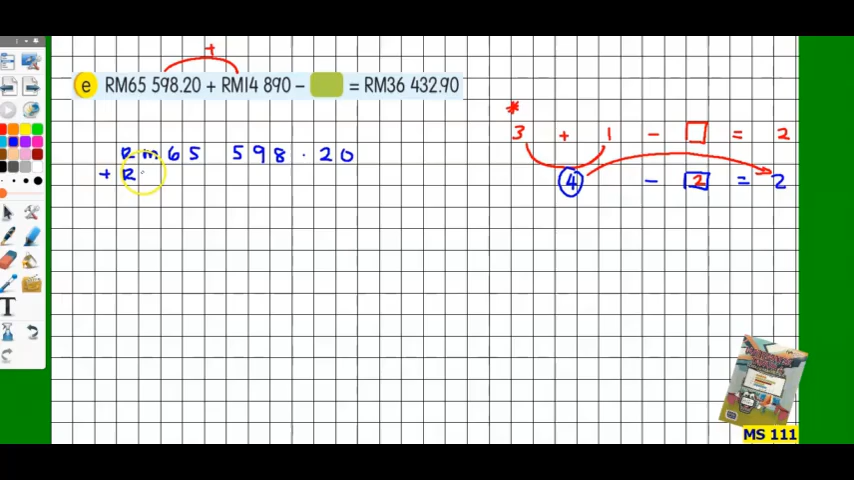 +
e RM65 598.20 + RM14 890 - = RM36 432.90
*
3 + 1 - = 2
RM65 598.20
+ R
4 - 2 = 2
T
MS 111